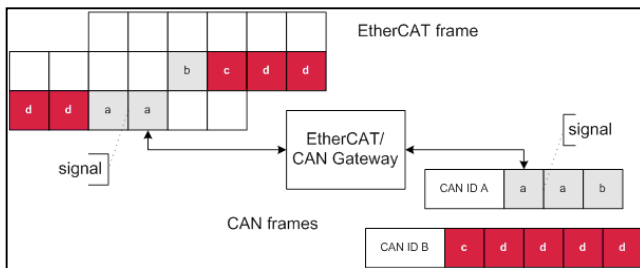 EtherCAT frame
b c d d
d d a a
EtherCAT/
CAN Gateway
signal
signal
CAN ID A a a b
CAN frames
CAN ID B c d d d d